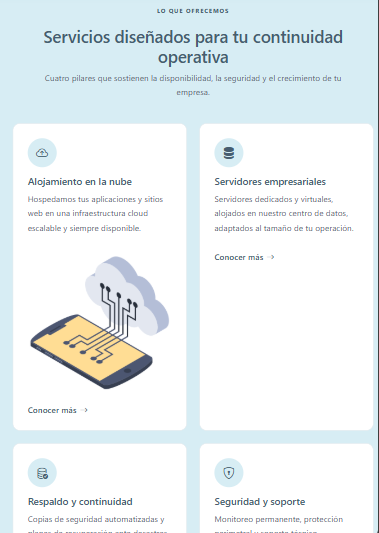 LO QUE OFRECEMOS
Servicios diseñados para tu continuidad
operativa
Cuatro pilares que sostienen la disponibilidad, la seguridad y el crecimiento de tu
empresa.
Alojamiento en la nube
Hospedamos tus aplicaciones y sitios
web en una infraestructura cloud
escalable y siempre disponible.
Conocer más →
Servidores empresariales
Servidores dedicados y virtuales,
alojados en nuestro centro de datos,
adaptados al tamaño de tu operación.
Conocer más →
Respaldo y continuidad
Copias de seguridad automatizadas y
Seguridad y soporte
Monitoreo permanente, protección